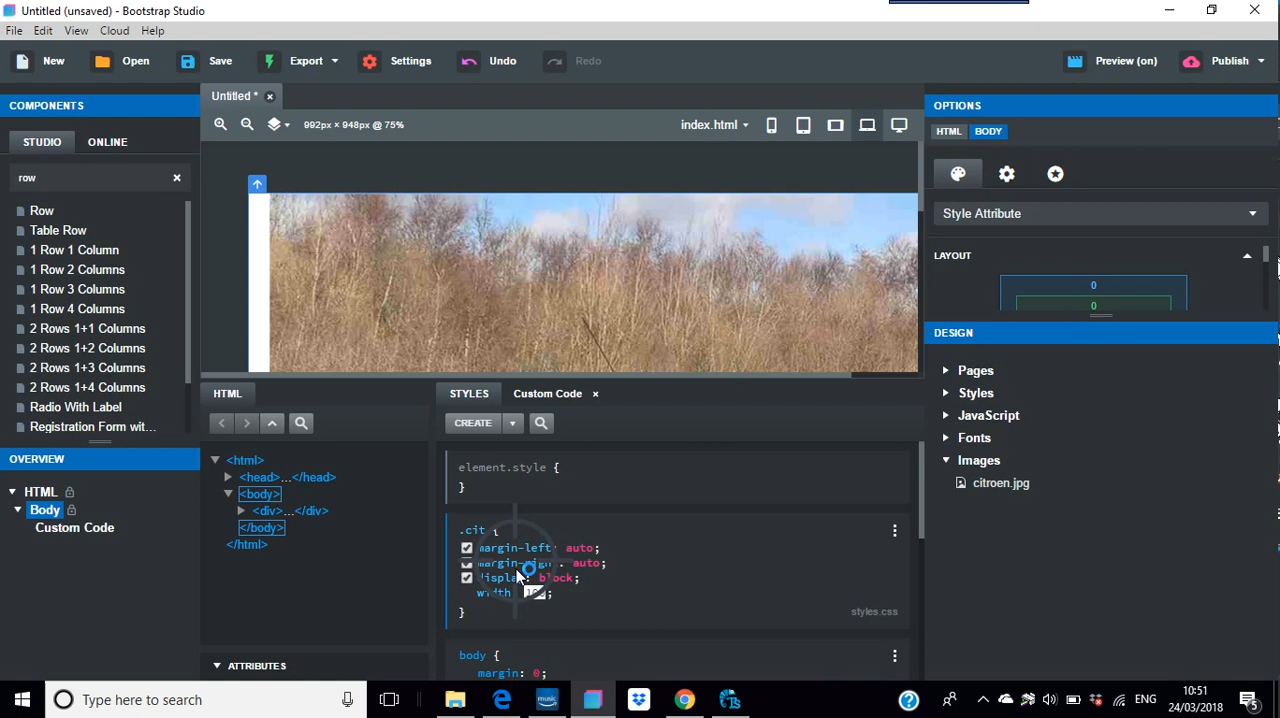 Untitled (unsaved) - Bootstrap Studio
File Edit View Cloud Help
New Open Save Export Settings Undo Redo Preview (on) Publish
COMPONENTS
STUDIO ONLINE
row
Row
Table Row
1 Row 1 Column
1 Row 2 Columns
1 Row 3 Columns
1 Row 4 Columns
2 Rows 1+1 Columns
2 Rows 1+2 Columns
2 Rows 1+3 Columns
2 Rows 1+4 Columns
Radio With Label
Registration Form wit...
OVERVIEW
HTML
Body
Custom Code
Untitled *
992px × 948px @ 75%
index.html
HTML
<html>
<head>...</head>
<body>
<div>...</div>
</body>
</html>
ATTRIBUTES
STYLES Custom Code
CREATE
element.style {
}
.cit {
margin-left: auto;
auto;
display: block;
width
}
styles.css
body {
margin: 0;
OPTIONS
HTML BODY
Style Attribute
LAYOUT
0
0
DESIGN
Pages
Styles
JavaScript
Fonts
Images
citroen.jpg
Type here to search
music
ENG
10:51
24/03/2018
5